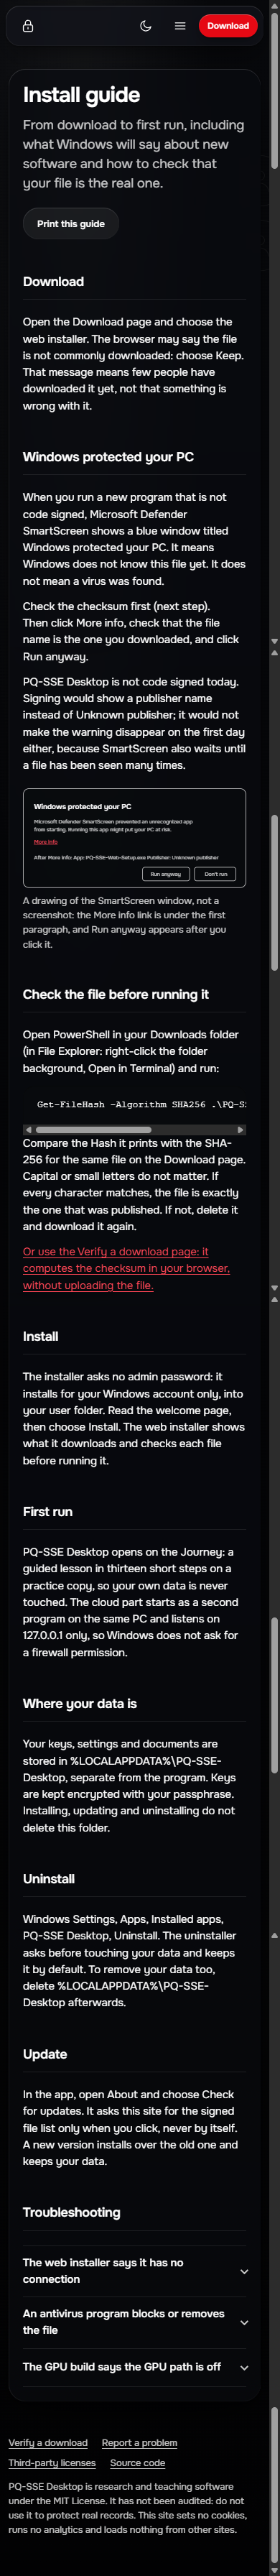 Download
Install guide
From download to first run, including
what Windows will say about new
software and how to check that
your file is the real one.
Print this guide
Download
Open the Download page and choose the
web installer. The browser may say the file
is not commonly downloaded: choose Keep.
That message means few people have
downloaded it yet, not that something is
wrong with it.
Windows protected your PC
When you run a new program that is not
code signed, Microsoft Defender
SmartScreen shows a blue window titled
Windows protected your PC. It means
Windows does not know this file yet. It does
not mean a virus was found.
Check the checksum first (next step).
Then click More info, check that the file
name is the one you downloaded, and click
Run anyway.
PQ-SSE Desktop is not code signed today.
Signing would show a publisher name
instead of Unknown publisher; it would not
make the warning disappear on the first day
either, because SmartScreen also waits until
a file has been seen many times.
Windows protected your PC
Microsoft Defender SmartScreen prevented an unrecognized app
from starting. Running this app might put your PC at risk.
More info
After More info: App: PQ-SSE-Web-Setup.exe Publisher: Unknown publisher
Run anyway
Don't run
A drawing of the SmartScreen window, not a
screenshot: the More info link is under the first
paragraph, and Run anyway appears after you
click it.
Check the file before running it
Open PowerShell in your Downloads folder
(in File Explorer: right-click the folder
background, Open in Terminal) and run:
Get-FileHash -Algorithm SHA256 .\PQ-S
Compare the Hash it prints with the SHA-
256 for the same file on the Download page.
Capital or small letters do not matter. If
every character matches, the file is exactly
the one that was published. If not, delete it
and download it again.
Or use the Verify a download page: it
computes the checksum in your browser,
without uploading the file.
Install
The installer asks no admin password: it
installs for your Windows account only, into
your user folder. Read the welcome page,
then choose Install. The web installer shows
what it downloads and checks each file
before running it.
First run
PQ-SSE Desktop opens on the Journey: a
guided lesson in thirteen short steps on a
practice copy, so your own data is never
touched. The cloud part starts as a second
program on the same PC and listens on
127.0.0.1 only, so Windows does not ask for
a firewall permission.
Where your data is
Your keys, settings and documents are
stored in %LOCALAPPDATA%\PQ-SSE-
Desktop, separate from the program. Keys
are kept encrypted with your passphrase.
Installing, updating and uninstalling do not
delete this folder.
Uninstall
Windows Settings, Apps, Installed apps,
PQ-SSE Desktop, Uninstall. The uninstaller
asks before touching your data and keeps
it by default. To remove your data too,
delete %LOCALAPPDATA%\PQ-SSE-
Desktop afterwards.
Update
In the app, open About and choose Check
for updates. It asks this site for the signed
file list only when you click, never by itself.
A new version installs over the old one and
keeps your data.
Troubleshooting
The web installer says it has no
connection
An antivirus program blocks or removes
the file
The GPU build says the GPU path is off
Verify a download Report a problem
Third-party licenses Source code
PQ-SSE Desktop is research and teaching software
under the MIT License. It has not been audited: do not
use it to protect real records. This site sets no cookies,
runs no analytics and loads nothing from other sites.